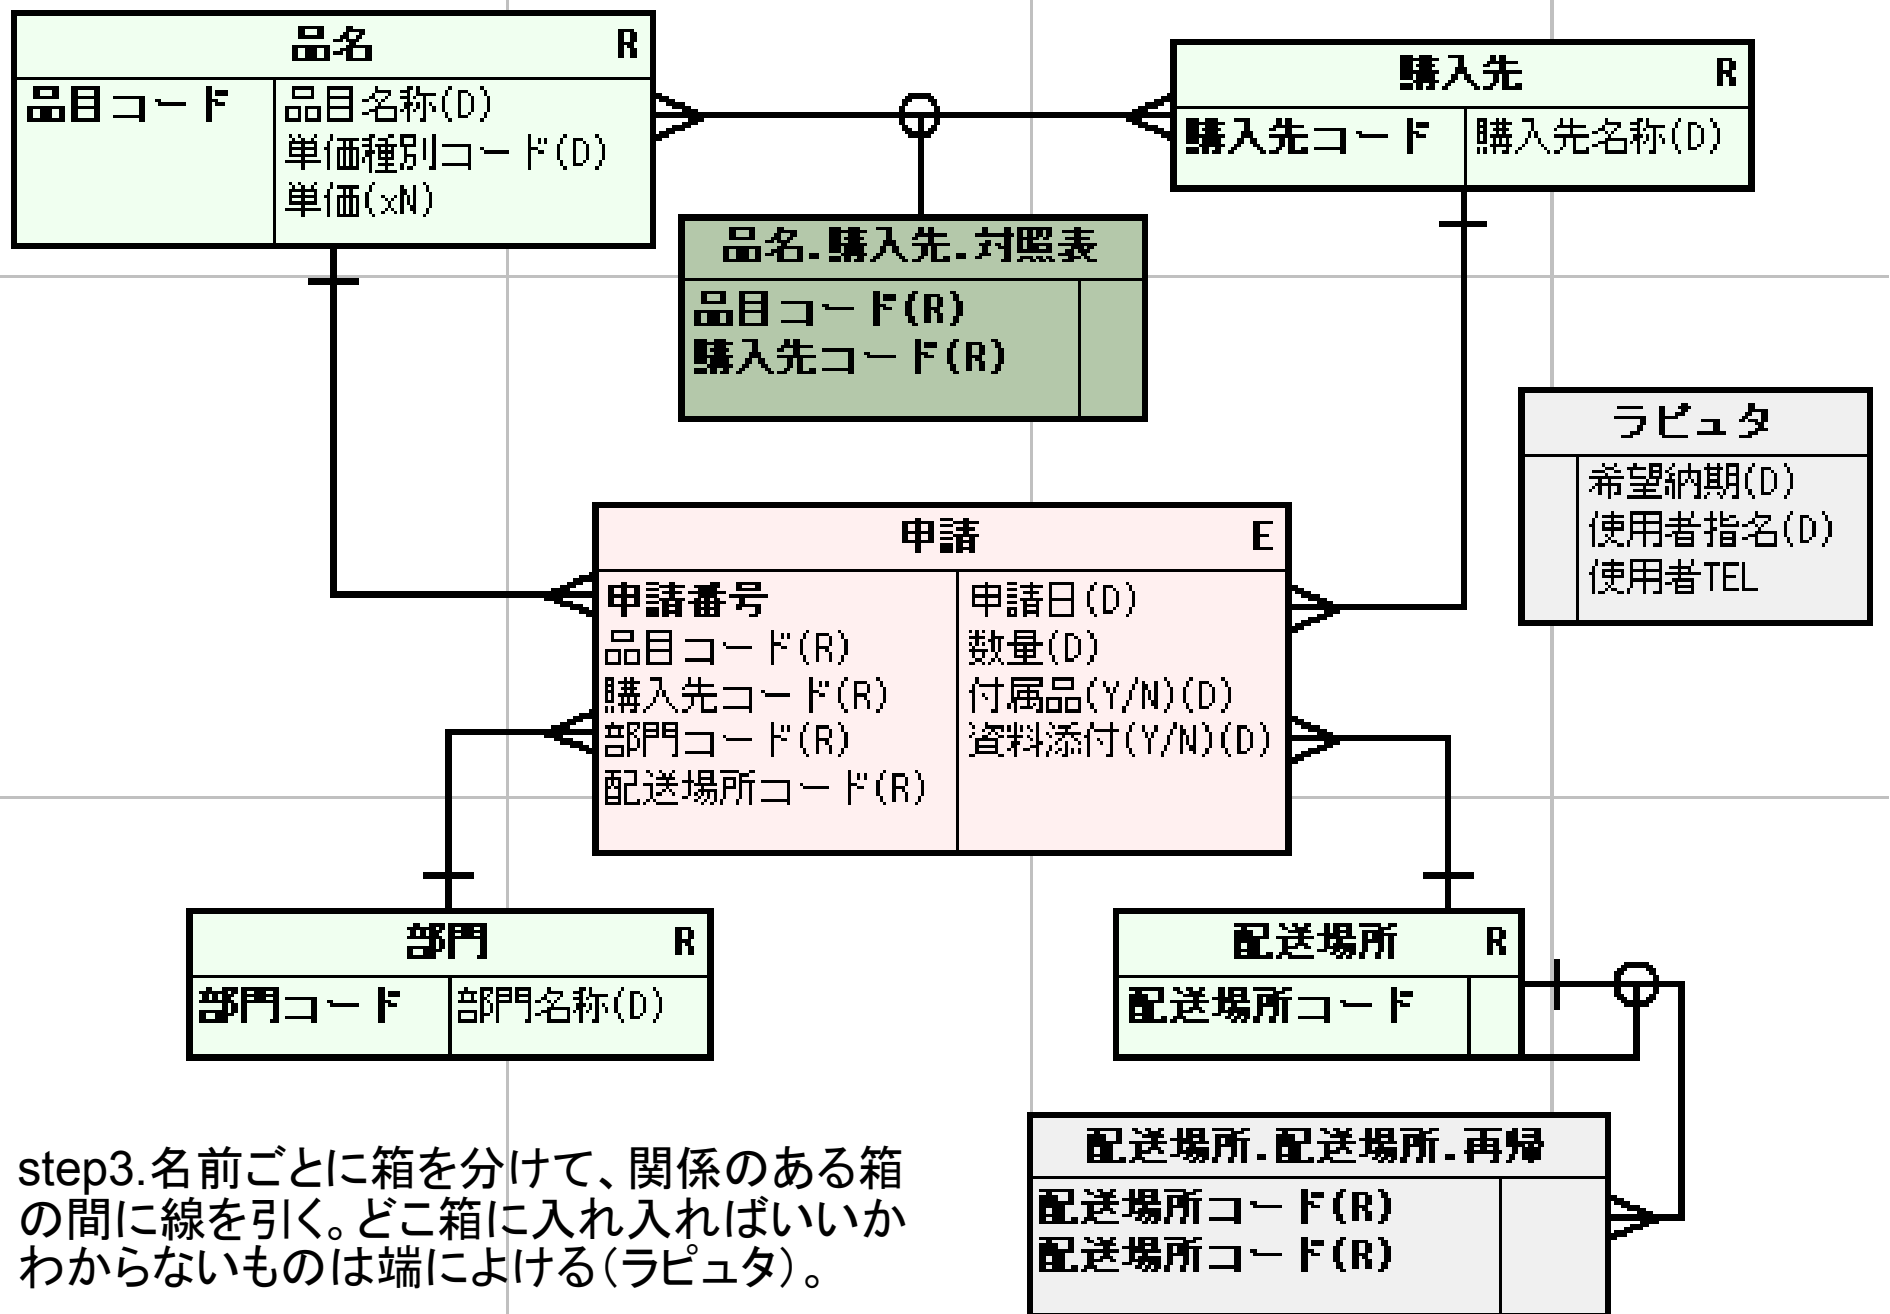 品名 R
品目コード 品目名称(D)
単価種別コード(D)
単価(xN)
購入先 R
購入先コード 購入先名称(D)
品名.購入先.対照表
品目コード(R)
購入先コード(R)
ラピュタ
希望納期(D)
使用者指名(D)
使用者TEL
申請 E
申請番号 申請日(D)
品目コード(R) 数量(D)
購入先コード(R) 付属品(Y/N)(D)
部門コード(R) 資料添付(Y/N)(D)
配送場所コード(R)
部門 R
部門コード 部門名称(D)
配送場所 R
配送場所コード
配送場所.配送場所.再帰
配送場所コード(R)
配送場所コード(R)
step3.名前ごとに箱を分けて、関係のある箱
の間に線を引く。どこ箱に入れ入ればいいか
わからないものは端によける(ラピュタ)。